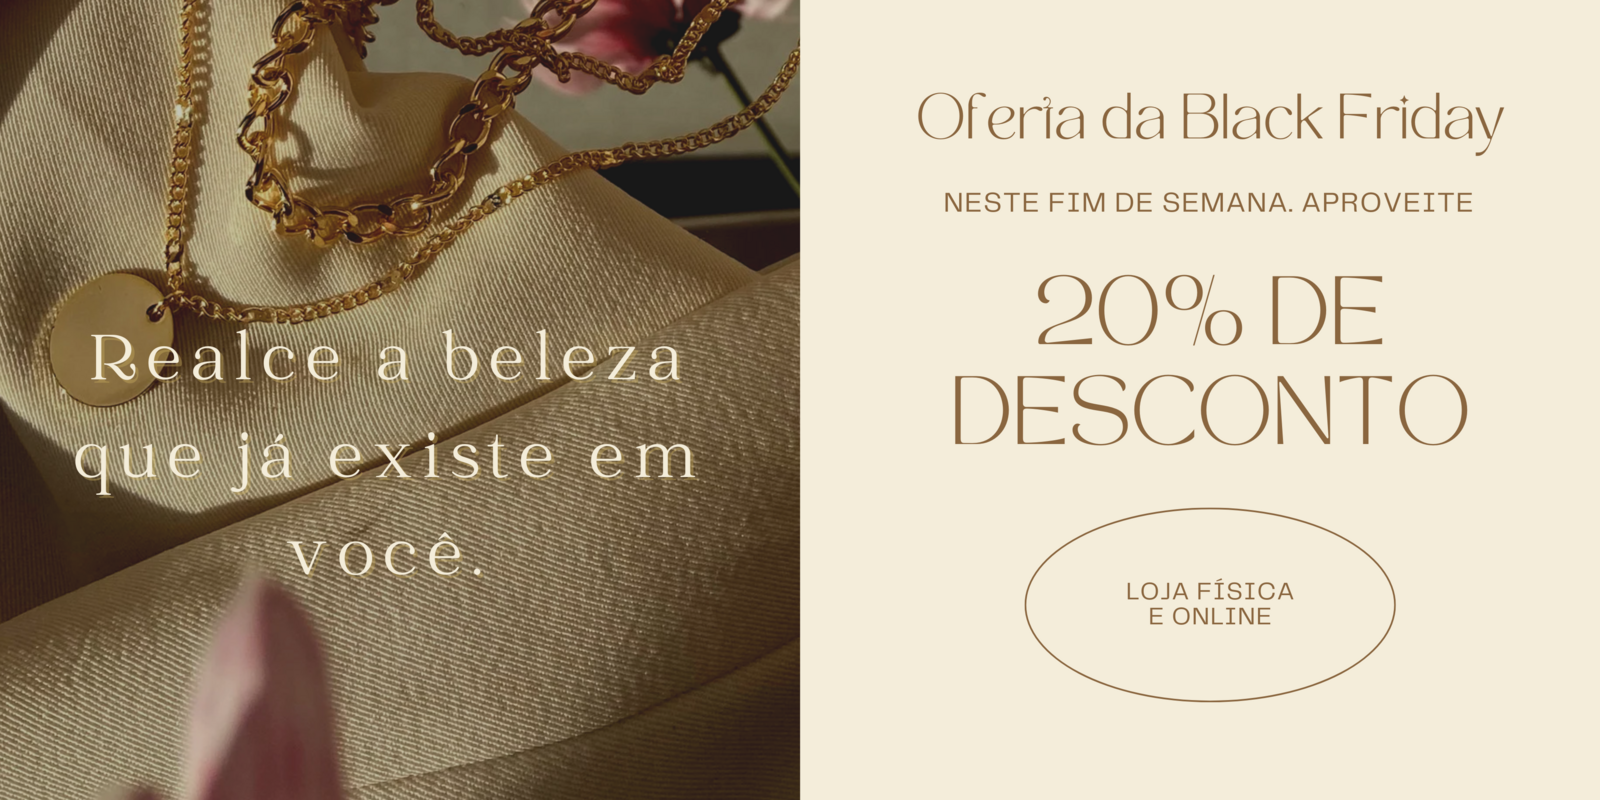 Realce a beleza
que já existe em
você.
Oferta da Black Friday
NESTE FIM DE SEMANA. APROVEITE
20% DE
DESCONTO
LOJA FÍSICA
E ONLINE